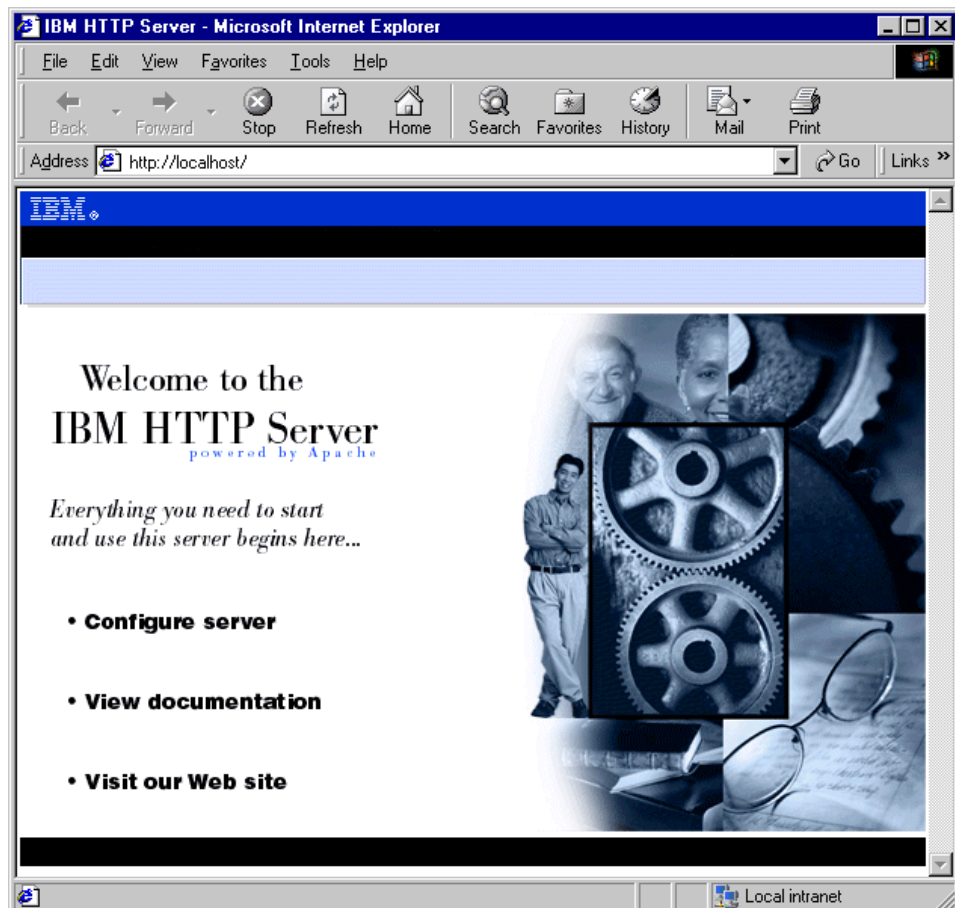 IBM HTTP Server - Microsoft Internet Explorer
File Edit View Favorites Tools Help
Back Forward Stop Refresh Home Search Favorites History Mail Print
Address http://localhost/ Go Links »
IBM®
Welcome to the
IBM HTTP Server
powered by Apache
Everything you need to start
and use this server begins here...
• Configure server
• View documentation
• Visit our Web site
Local intranet